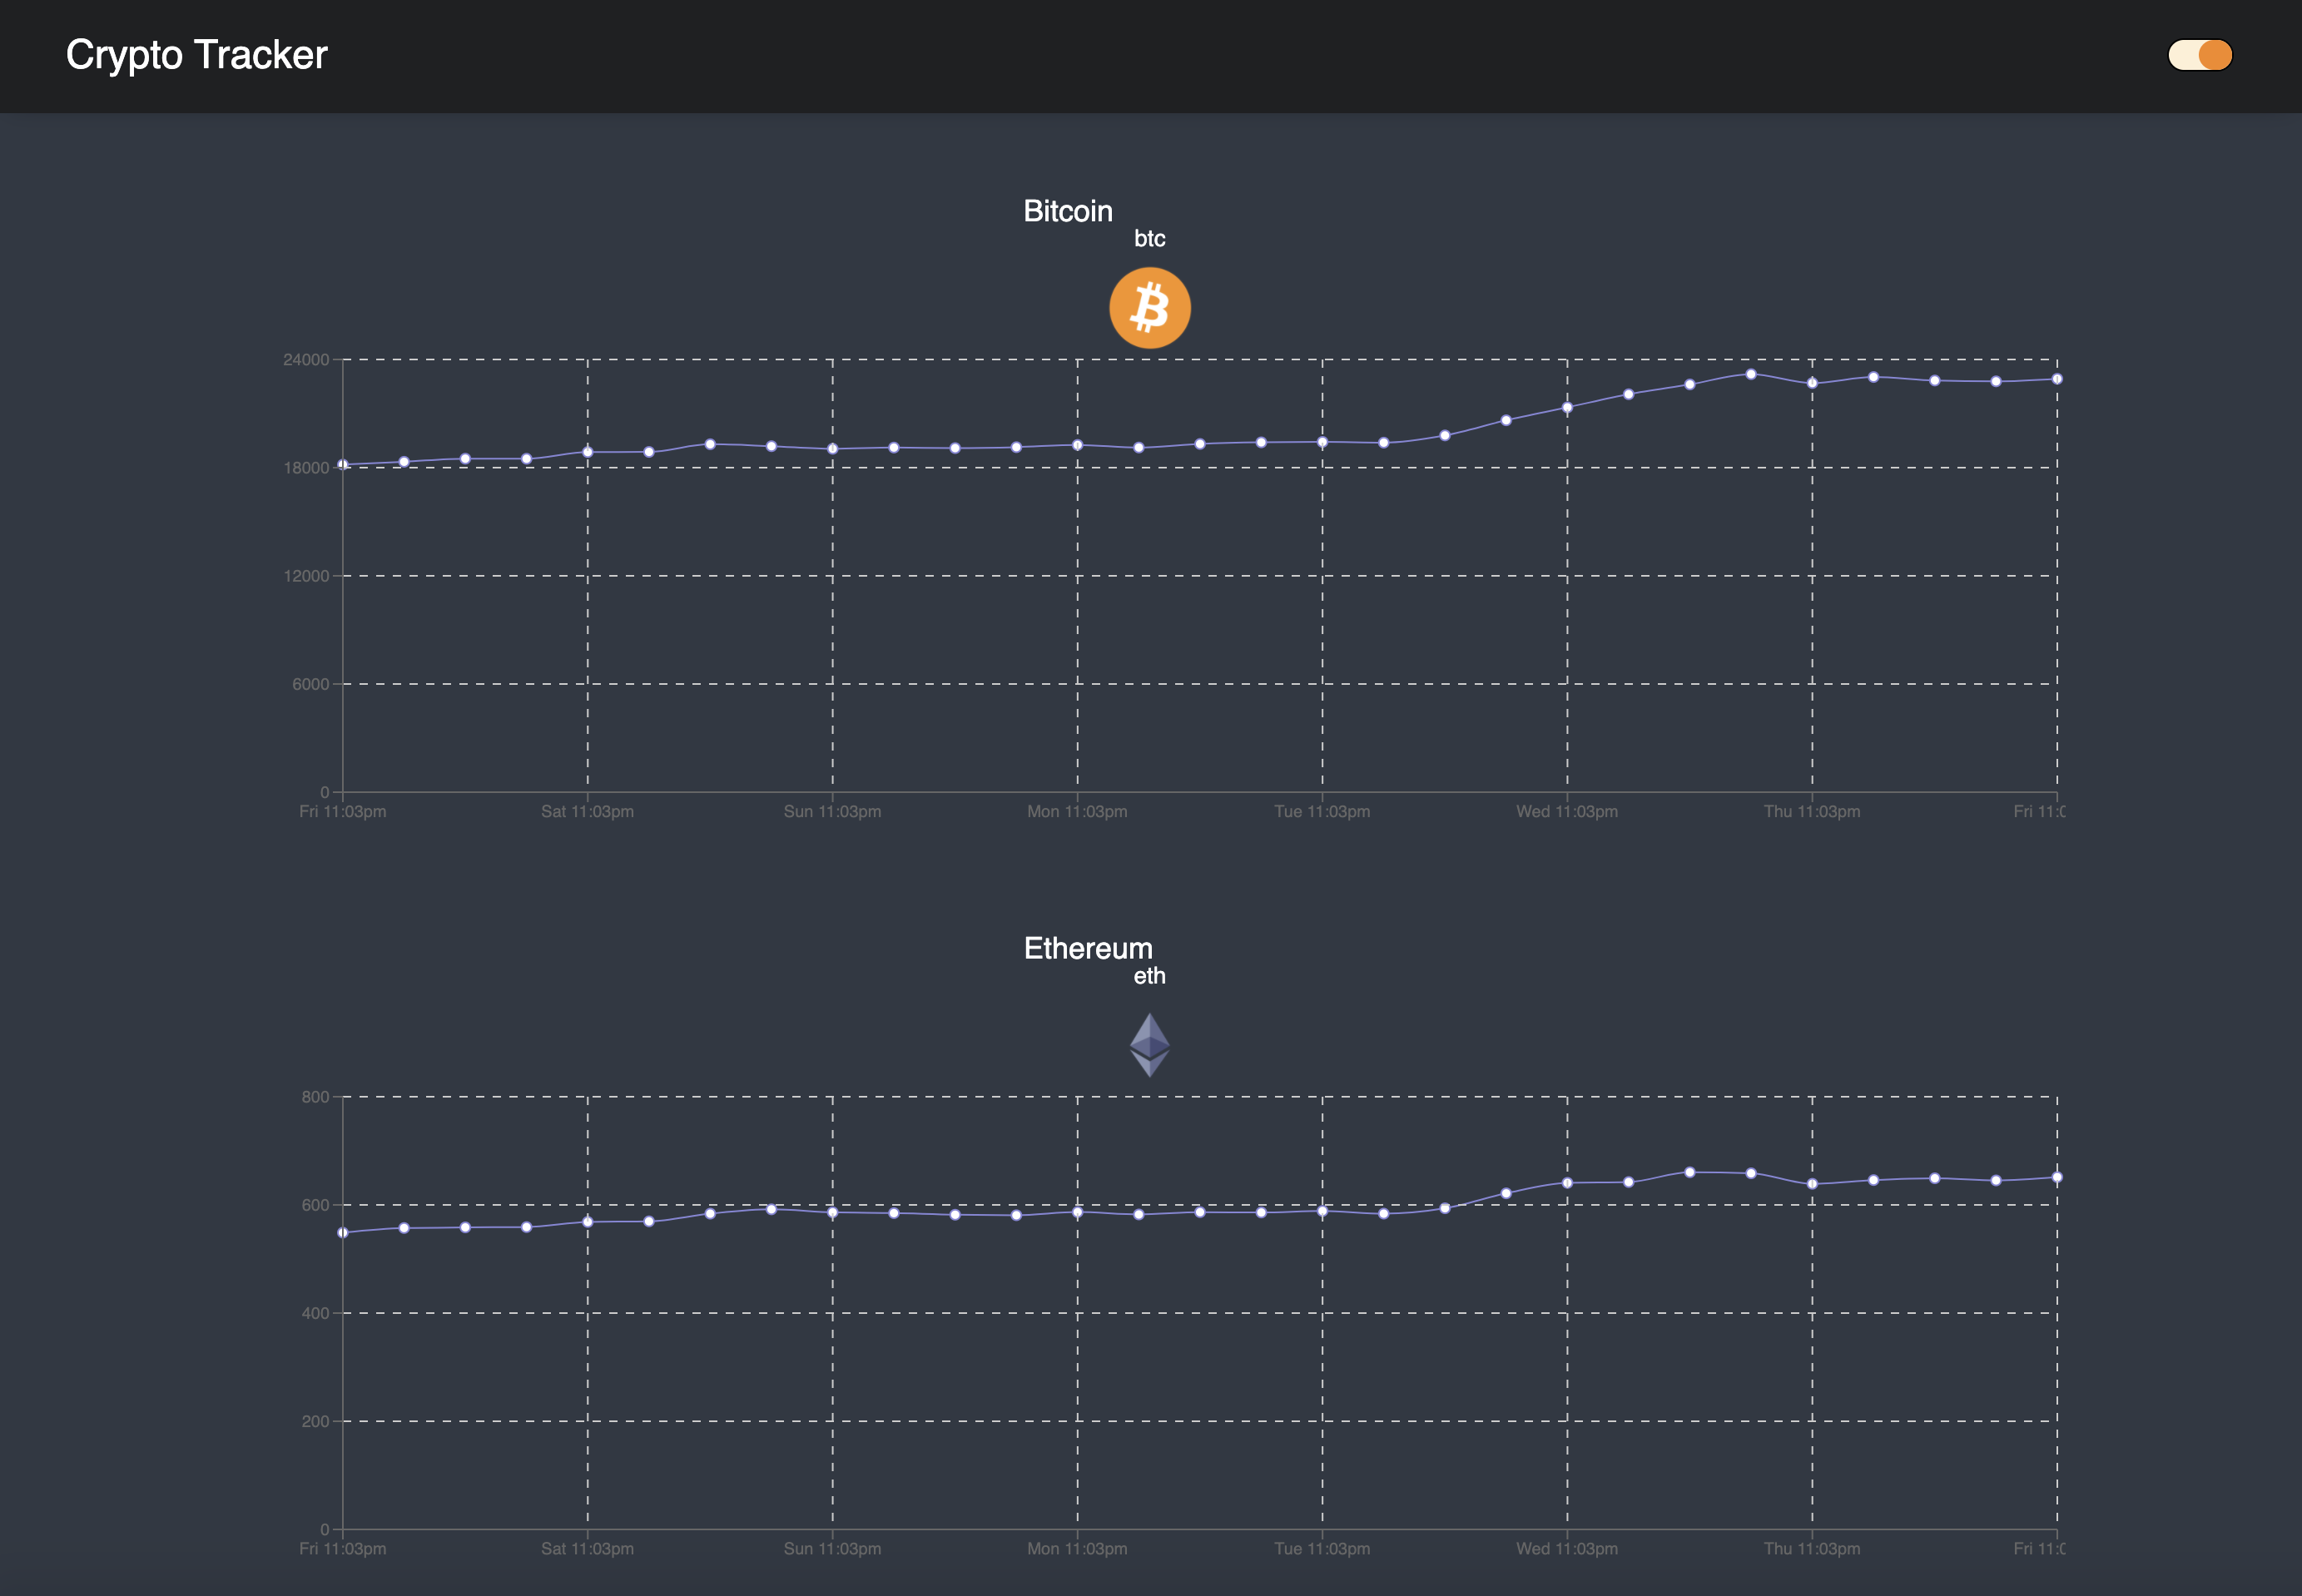 Crypto Tracker
Bitcoin
btc
24000
18000
12000
6000
0
Fri 11:03pm Sat 11:03pm Sun 11:03pm Mon 11:03pm Tue 11:03pm Wed 11:03pm Thu 11:03pm Fri 11:0
Ethereum
eth
800
600
400
200
0
Fri 11:03pm Sat 11:03pm Sun 11:03pm Mon 11:03pm Tue 11:03pm Wed 11:03pm Thu 11:03pm Fri 11:0